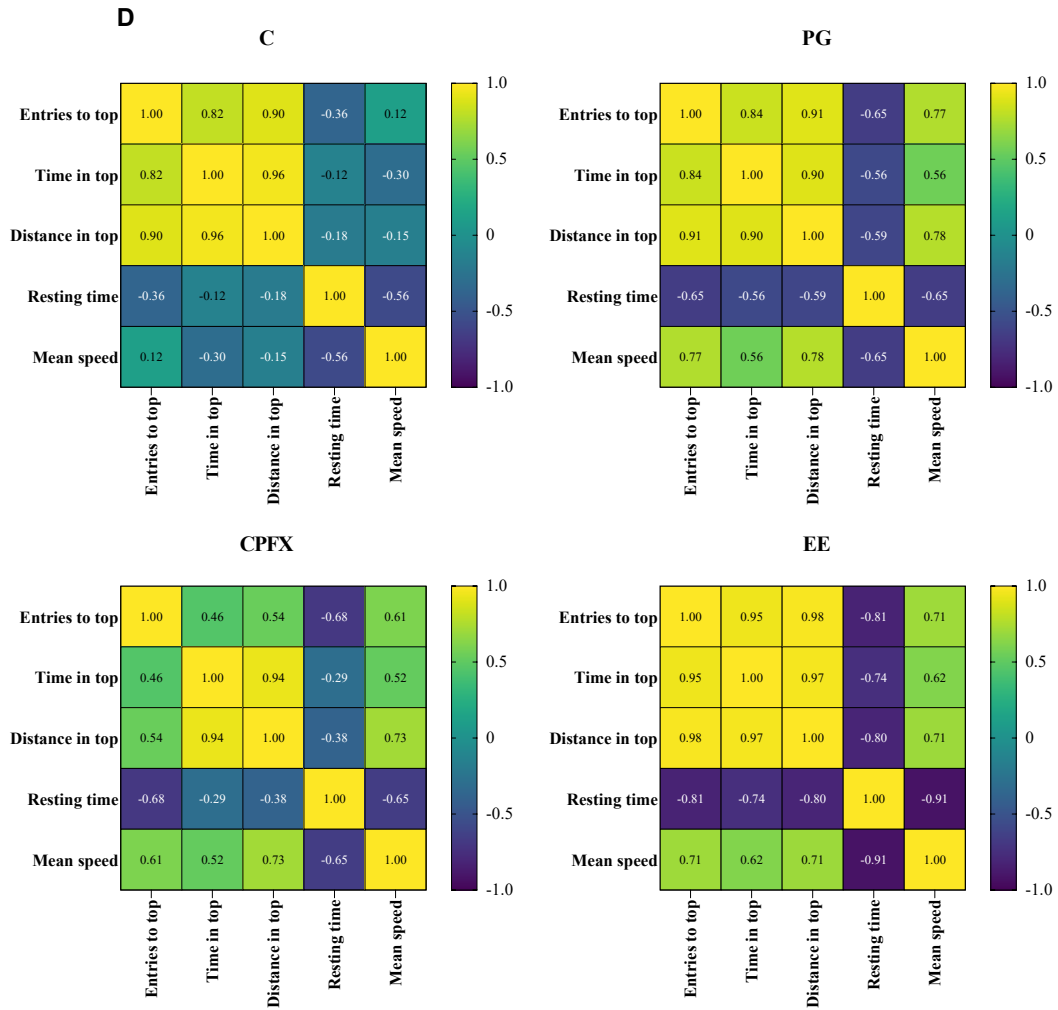 D
C
1.0
Entries to top 1.00 0.82 0.90 -0.36 0.12
0.5
Time in top 0.82 1.00 0.96 -0.12 -0.30
Distance in top 0.90 0.96 1.00 -0.18 -0.15
0
Resting time -0.36 -0.12 -0.18 1.00 -0.56
-0.5
Mean speed 0.12 -0.30 -0.15 -0.56 1.00
-1.0
Entries to top
Time in top
Distance in top
Resting time
Mean speed
PG
1.0
Entries to top 1.00 0.84 0.91 -0.65 0.77
0.5
Time in top 0.84 1.00 0.90 -0.56 0.56
Distance in top 0.91 0.90 1.00 -0.59 0.78
0
Resting time -0.65 -0.56 -0.59 1.00 -0.65
-0.5
Mean speed 0.77 0.56 0.78 -0.65 1.00
-1.0
Entries to top
Time in top
Distance in top
Resting time
Mean speed
CPFX
1.0
Entries to top 1.00 0.46 0.54 -0.68 0.61
0.5
Time in top 0.46 1.00 0.94 -0.29 0.52
Distance in top 0.54 0.94 1.00 -0.38 0.73
0
Resting time -0.68 -0.29 -0.38 1.00 -0.65
-0.5
Mean speed 0.61 0.52 0.73 -0.65 1.00
-1.0
Entries to top
Time in top
Distance in top
Resting time
Mean speed
EE
1.0
Entries to top 1.00 0.95 0.98 -0.81 0.71
0.5
Time in top 0.95 1.00 0.97 -0.74 0.62
Distance in top 0.98 0.97 1.00 -0.80 0.71
0
Resting time -0.81 -0.74 -0.80 1.00 -0.91
-0.5
Mean speed 0.71 0.62 0.71 -0.91 1.00
-1.0
Entries to top
Time in top
Distance in top
Resting time
Mean speed